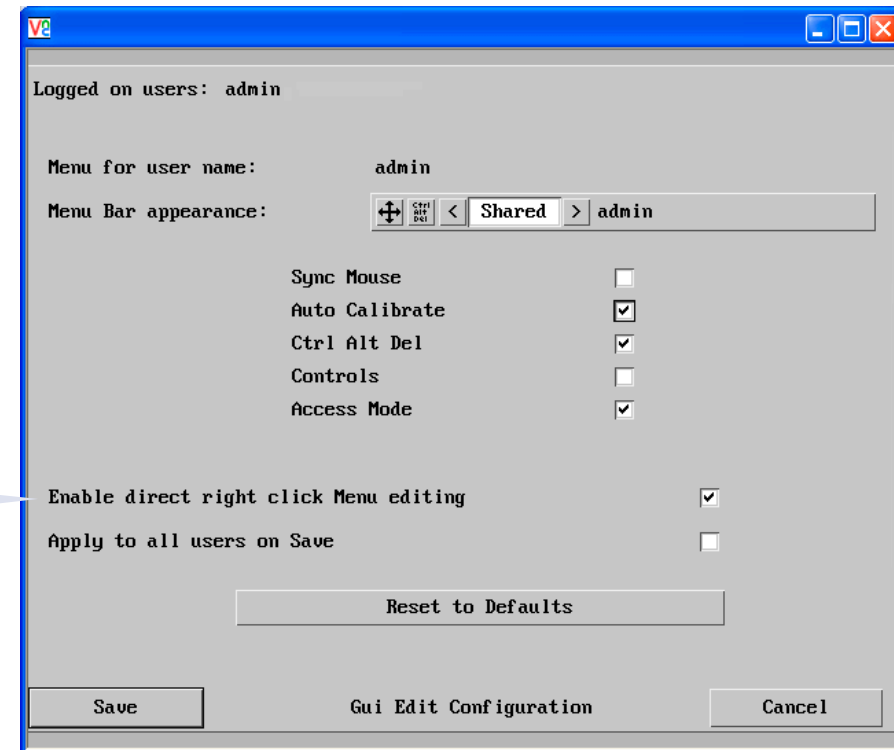 VNC
Logged on users: admin
Menu for user name: admin
Menu Bar appearance: Ctrl Alt Del < Shared > admin
Sync Mouse
Auto Calibrate
Ctrl Alt Del
Controls
Access Mode
Enable direct right click Menu editing
Apply to all users on Save
Reset to Defaults
Save Gui Edit Configuration Cancel